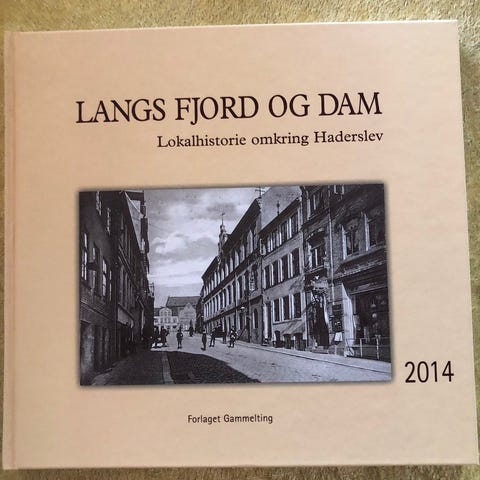 LANGS FJORD OG DAM
Lokalhistorie omkring Haderslev
2014
Forlaget Gammelting